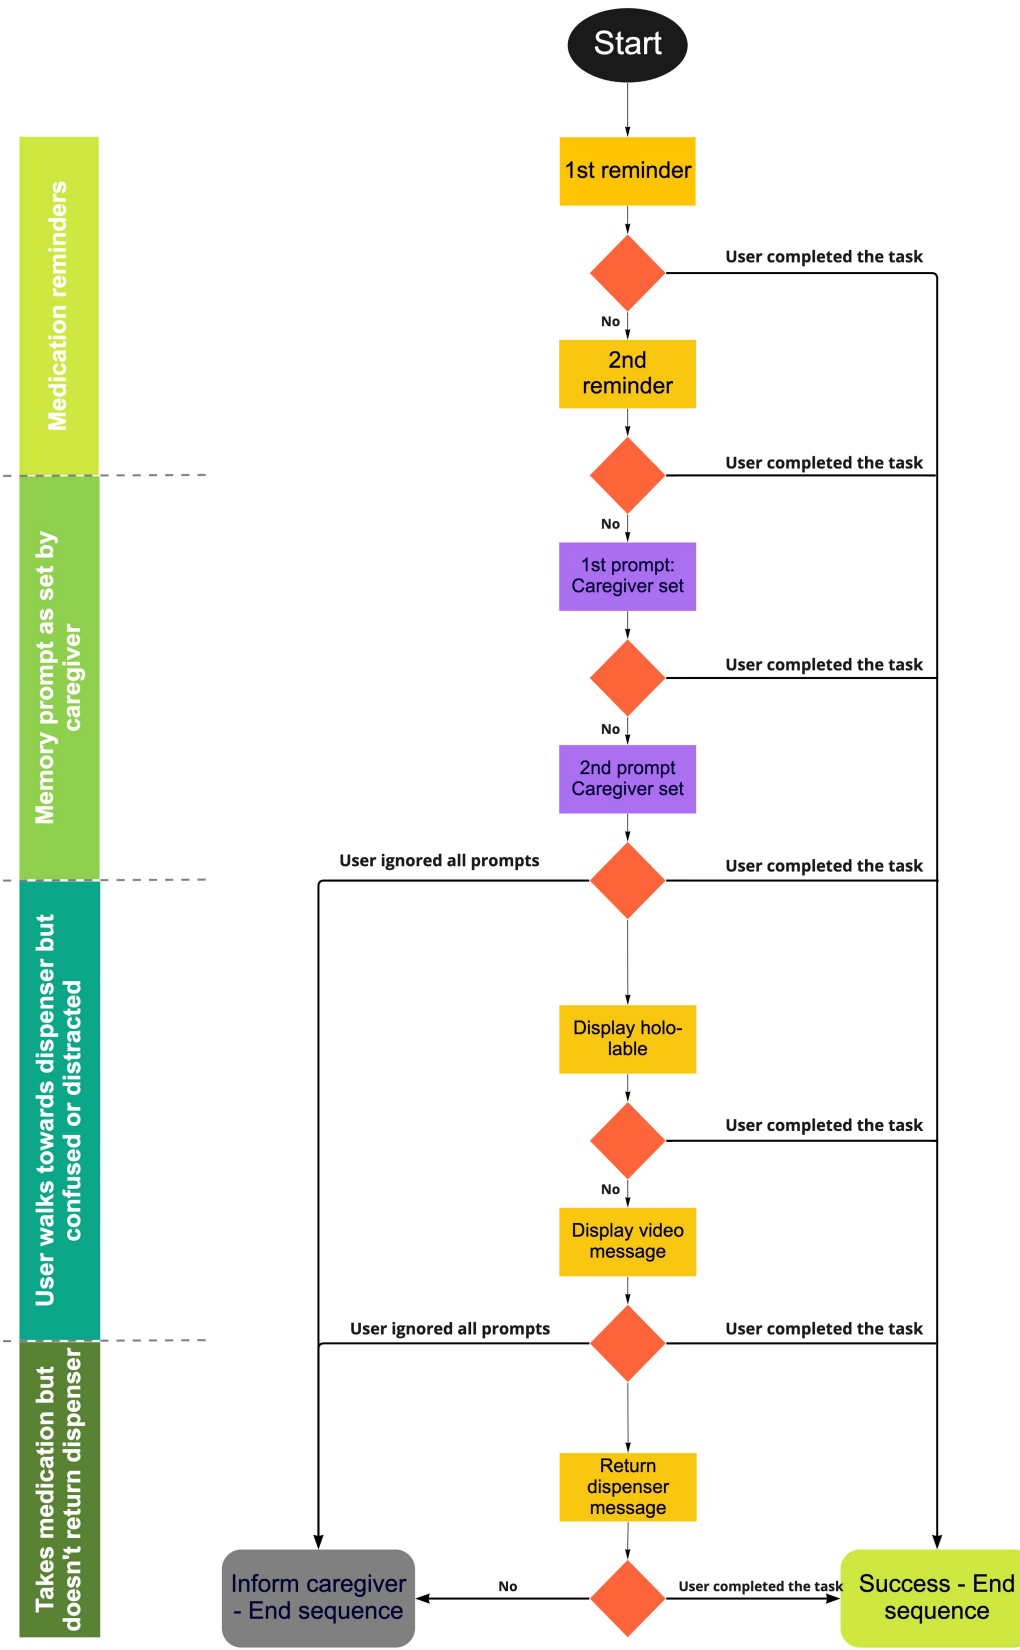 Start
Medication reminders
1st reminder
User completed the task
No
2nd
reminder
User completed the task
No
Memory prompt as set by
caregiver
1st prompt:
Caregiver set
User completed the task
No
2nd prompt
Caregiver set
User ignored all prompts
User completed the task
User walks towards dispenser but
confused or distracted
Display holo-
lable
User completed the task
No
Display video
message
User ignored all prompts
User completed the task
Takes medication but
doesn't return dispenser
Return
dispenser
message
No
User completed the task
Inform caregiver
- End sequence
Success - End
sequence